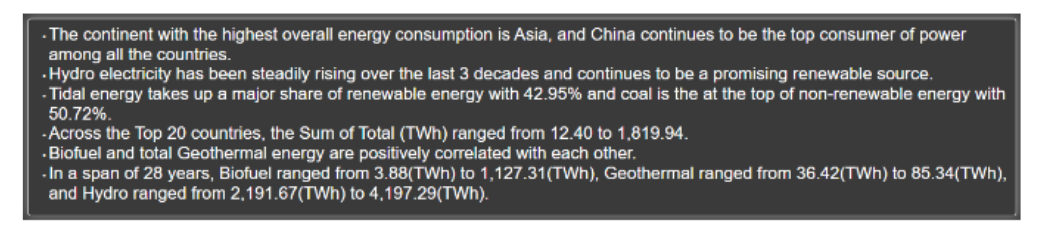 · The continent with the highest overall energy consumption is Asia, and China continues to be the top consumer of power
among all the countries.
· Hydro electricity has been steadily rising over the last 3 decades and continues to be a promising renewable source.
· Tidal energy takes up a major share of renewable energy with 42.95% and coal is the at the top of non-renewable energy with
50.72%.
· Across the Top 20 countries, the Sum of Total (TWh) ranged from 12.40 to 1,819.94.
· Biofuel and total Geothermal energy are positively correlated with each other.
· In a span of 28 years, Biofuel ranged from 3.88(TWh) to 1,127.31(TWh), Geothermal ranged from 36.42(TWh) to 85.34(TWh),
and Hydro ranged from 2,191.67(TWh) to 4,197.29(TWh).